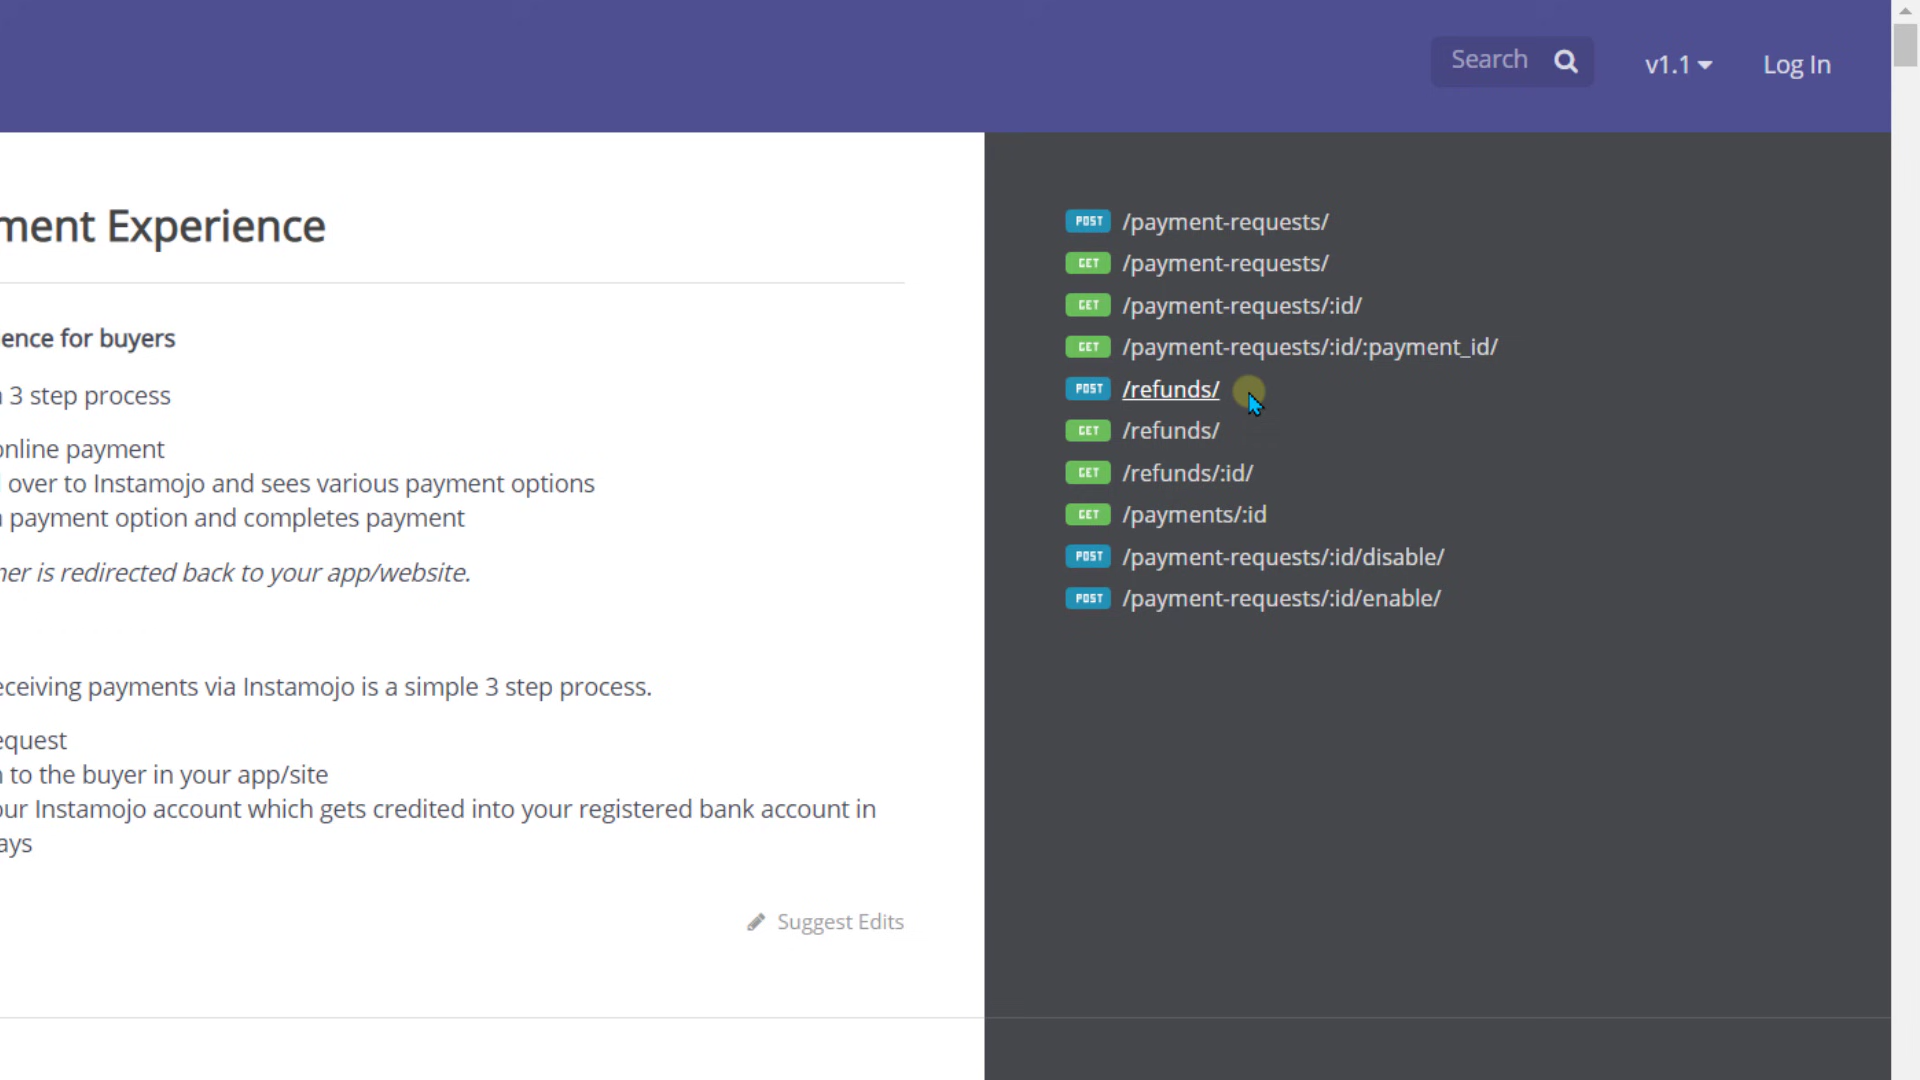 Search
v1.1
Log In
ment Experience
ence for buyers
3 step process
online payment
over to Instamojo and sees various payment options
payment option and completes payment
ner is redirected back to your app/website.
eceiving payments via Instamojo is a simple 3 step process.
equest
to the buyer in your app/site
our Instamojo account which gets credited into your registered bank account in
ays
Suggest Edits
POST /payment-requests/
GET /payment-requests/
GET /payment-requests/:id/
GET /payment-requests/:id/:payment_id/
POST /refunds/
GET /refunds/
GET /refunds/:id/
GET /payments/:id
POST /payment-requests/:id/disable/
POST /payment-requests/:id/enable/